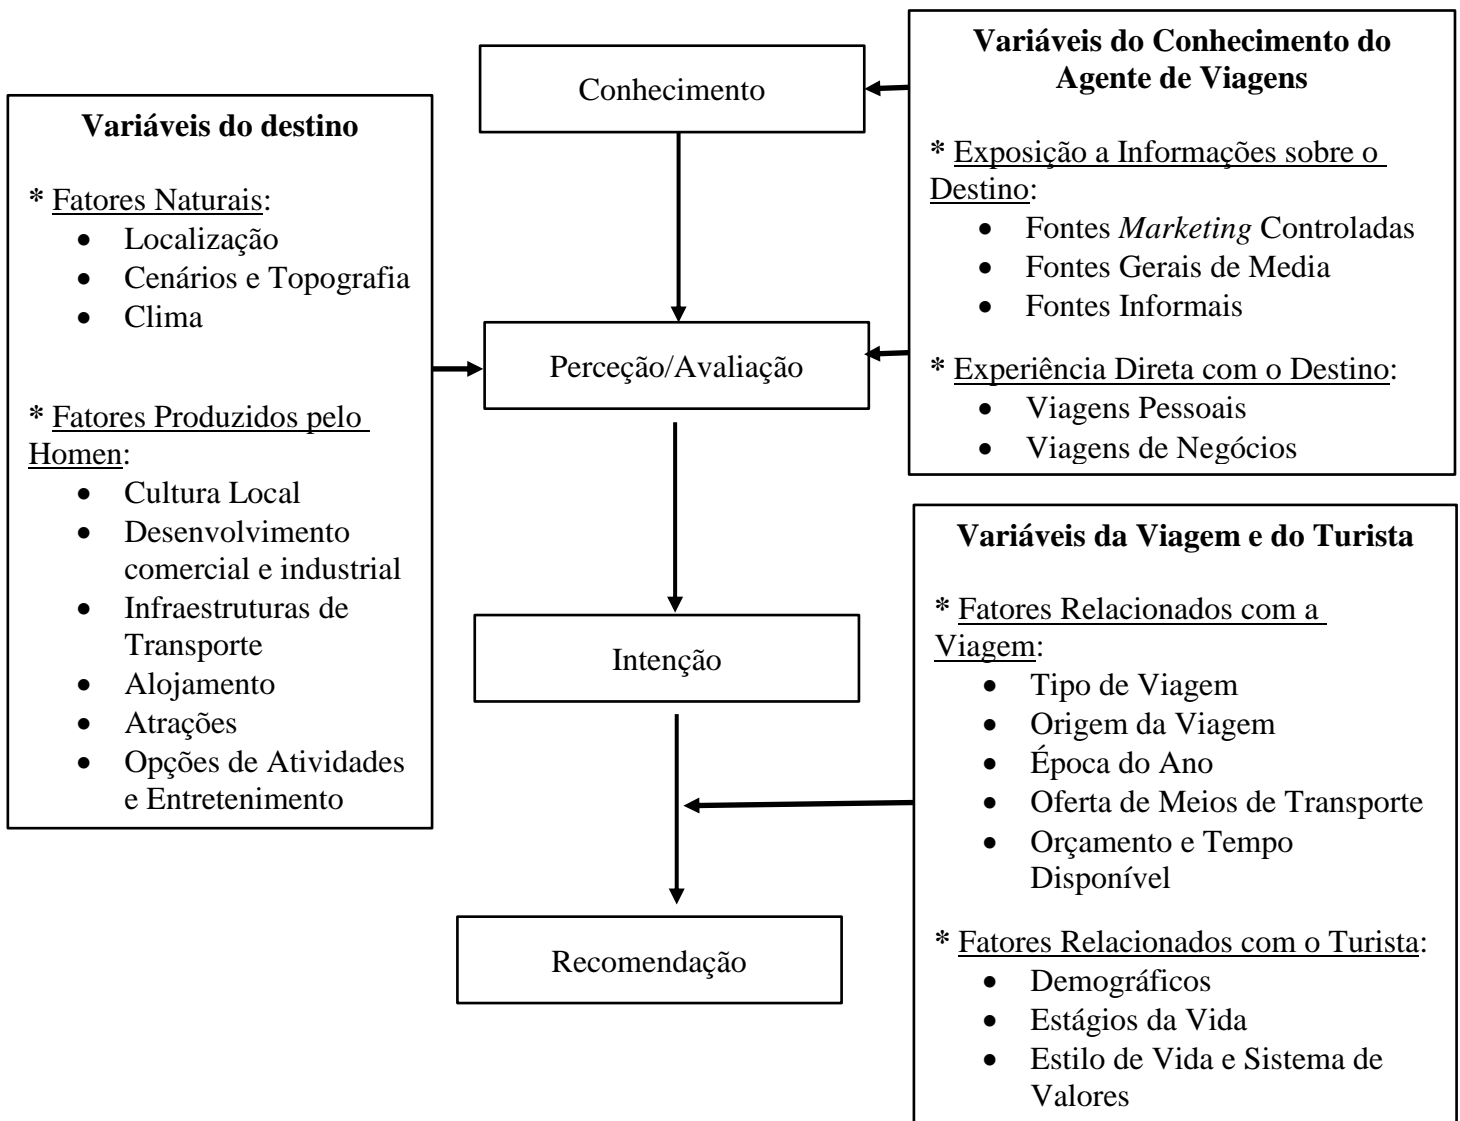 Variáveis do destino
* Fatores Naturais:
• Localização
• Cenários e Topografia
• Clima
* Fatores Produzidos pelo
Homen:
• Cultura Local
• Desenvolvimento
comercial e industrial
• Infraestruturas de
Transporte
• Alojamento
• Atrações
• Opções de Atividades
e Entretenimento
Conhecimento
Perceção/Avaliação
Intenção
Recomendação
Variáveis do Conhecimento do
Agente de Viagens
* Exposição a Informações sobre o
Destino:
• Fontes Marketing Controladas
• Fontes Gerais de Media
• Fontes Informais
* Experiência Direta com o Destino:
• Viagens Pessoais
• Viagens de Negócios
Variáveis da Viagem e do Turista
* Fatores Relacionados com a
Viagem:
• Tipo de Viagem
• Origem da Viagem
• Época do Ano
• Oferta de Meios de Transporte
• Orçamento e Tempo
Disponível
* Fatores Relacionados com o Turista:
• Demográficos
• Estágios da Vida
• Estilo de Vida e Sistema de
Valores